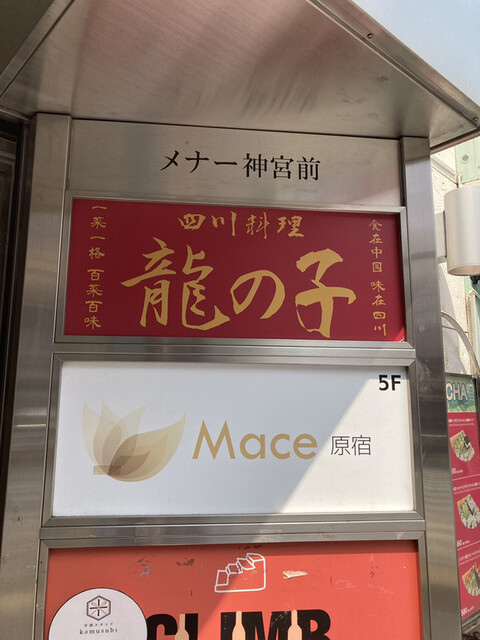 メナー神宮前
四川料理
龍の子
一菜一格 百菜百味
食在中国 味在四川
5F
Mace 原宿
CLIMB
komusubi
CHA